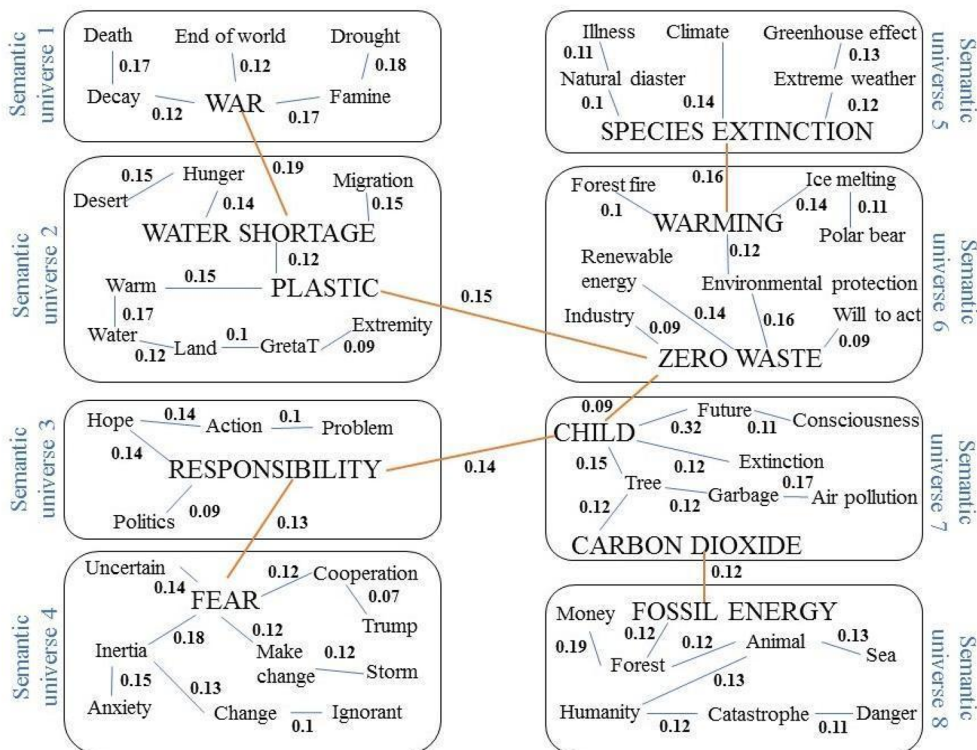 Semantic
universe 1
Death
End of world
Drought
0.17
0.12
0.18
Decay
WAR
Famine
0.12
0.17
0.19
Semantic
universe 2
0.15
Hunger
Migration
Desert
0.14
0.15
WATER SHORTAGE
0.12
Warm
0.15
PLASTIC
0.17
Extremity
Water
0.12
Land
0.1
GretaT
0.09
0.15
Semantic
universe 3
Hope
0.14
Action
0.1
Problem
0.14
RESPONSIBILITY
0.09
Politics
0.13
0.14
Semantic
universe 4
Uncertain
0.14
0.12
Cooperation
FEAR
0.07
Trump
0.18
0.12
Inertia
Make
change
0.12
Storm
0.15
0.13
Anxiety
Change
0.1
Ignorant
Semantic
universe 5
Illness
Climate
Greenhouse effect
0.11
0.13
Natural diaster
Extreme weather
0.1
0.14
0.12
SPECIES EXTINCTION
0.16
Semantic
universe 6
Forest fire
Ice melting
0.1
0.14
0.11
WARMING
Polar bear
0.12
Renewable
energy
Environmental protection
Industry
0.14
0.16
Will to act
0.09
0.09
ZERO WASTE
0.09
Semantic
universe 7
Future
CHILD
0.32
0.11
Consciousness
0.15
0.12
Extinction
Tree
0.17
0.12
0.12
Garbage
Air pollution
CARBON DIOXIDE
0.12
Semantic
universe 8
Money
FOSSIL ENERGY
0.19
0.12
0.12
Animal
0.13
Forest
Sea
0.13
Humanity
0.12
Catastrophe
0.11
Danger